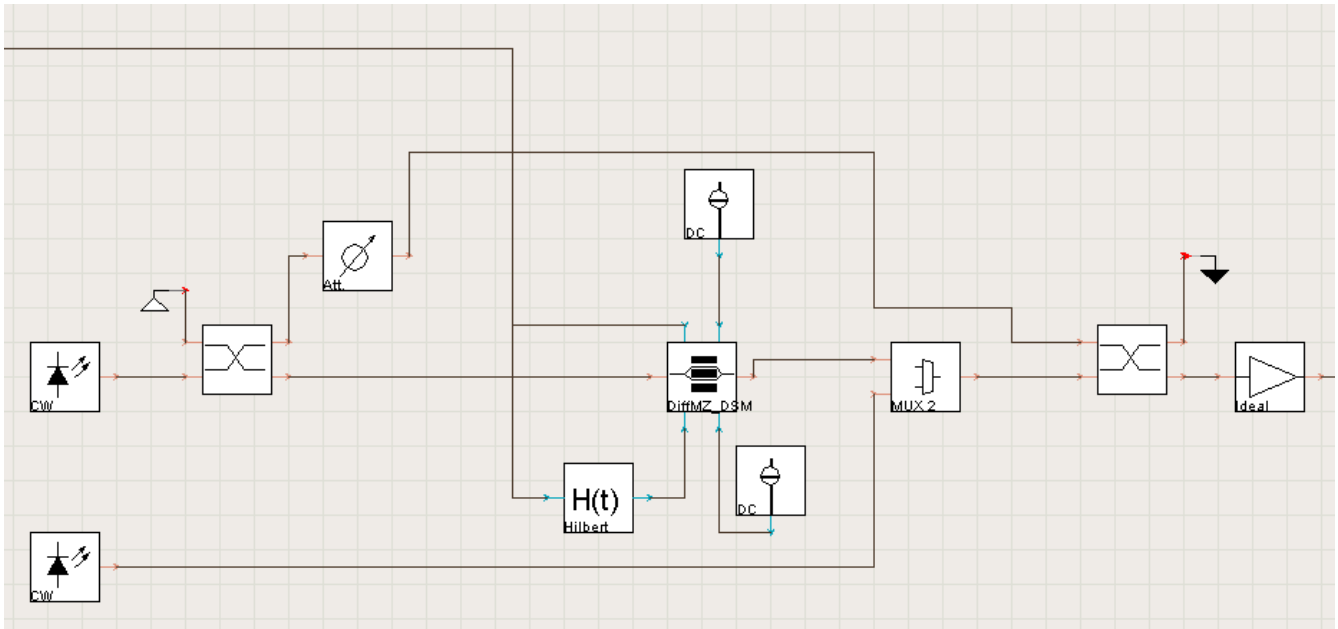 DC
Att.
CW
DiffMZ_DSM
MUX 2
Ideal
H(t)
Hilbert
DC
CW